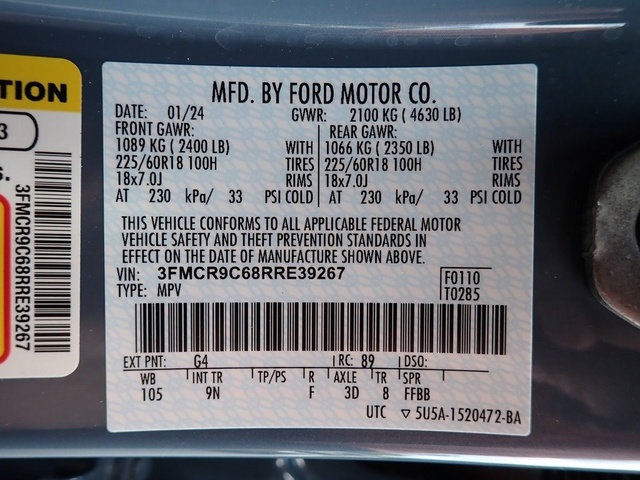 TION
3
S.
3FMCR9C68RRE39267
MFD. BY FORD MOTOR CO.
DATE: 01/24 GVWR: 2100 KG ( 4630 LB)
FRONT GAWR: REAR GAWR:
1089 KG ( 2400 LB) WITH 1066 KG ( 2350 LB) WITH
225/60R18 100H TIRES 225/60R18 100H TIRES
18x7.0J RIMS 18x7.0J RIMS
AT 230 kPa/ 33 PSI COLD AT 230 kPa/ 33 PSI COLD
THIS VEHICLE CONFORMS TO ALL APPLICABLE FEDERAL MOTOR
VEHICLE SAFETY AND THEFT PREVENTION STANDARDS IN
EFFECT ON THE DATE OF MANUFACTURE SHOWN ABOVE.
VIN: 3FMCR9C68RRE39267 F0110
TYPE: MPV T0285
EXT PNT: G4 RC: 89 DSO:
WB INT TR TP/PS R AXLE TR SPR
105 9N F 3D 8 FFBB
UTC ▽ 5U5A-1520472-BA